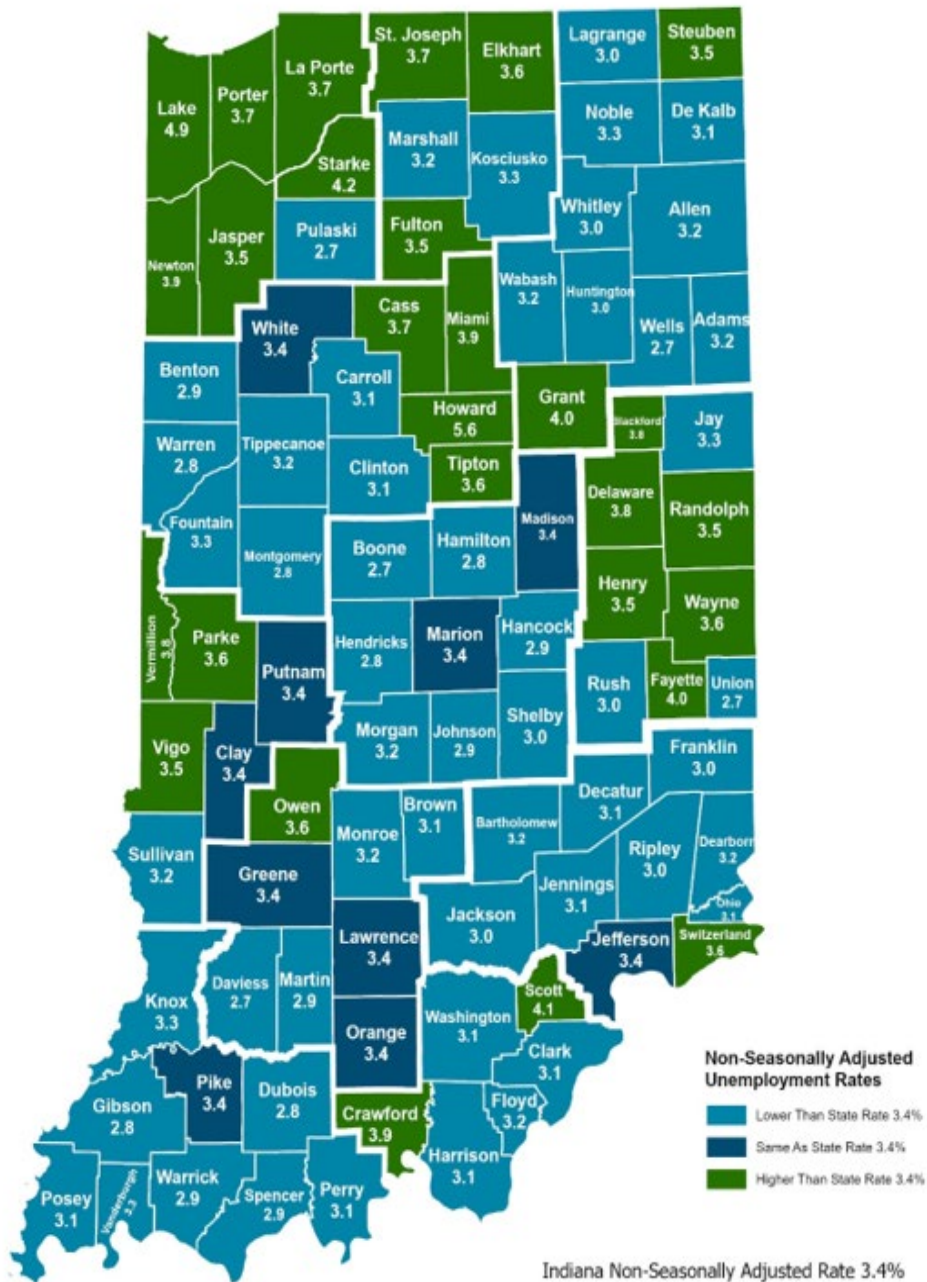 St. Joseph
3.7
Elkhart
3.6
Lagrange
3.0
Steuben
3.5
Lake
4.9
Porter
3.7
La Porte
3.7
Noble
3.3
De Kalb
3.1
Marshall
3.2
Kosciusko
3.3
Starke
4.2
Whitley
3.0
Allen
3.2
Newton
3.9
Jasper
3.5
Pulaski
2.7
Fulton
3.5
Wabash
3.2
Huntington
3.0
White
3.4
Cass
3.7
Miami
3.9
Wells
2.7
Adams
3.2
Benton
2.9
Carroll
3.1
Howard
5.6
Grant
4.0
Blackford
3.8
Jay
3.3
Warren
2.8
Tippecanoe
3.2
Clinton
3.1
Tipton
3.6
Delaware
3.8
Randolph
3.5
Fountain
3.3
Montgomery
2.8
Boone
2.7
Hamilton
2.8
Madison
3.4
Henry
3.5
Wayne
3.6
Vermillion
3.8
Parke
3.6
Putnam
3.4
Hendricks
2.8
Marion
3.4
Hancock
2.9
Rush
3.0
Fayette
4.0
Union
2.7
Vigo
3.5
Clay
3.4
Morgan
3.2
Johnson
2.9
Shelby
3.0
Franklin
3.0
Owen
3.6
Decatur
3.1
Sullivan
3.2
Monroe
3.2
Brown
3.1
Bartholomew
3.2
Ripley
3.0
Dearborn
3.2
Greene
3.4
Jennings
3.1
Ohio
3.1
Lawrence
3.4
Jackson
3.0
Jefferson
3.4
Switzerland
3.6
Knox
3.3
Daviess
2.7
Martin
2.9
Orange
3.4
Washington
3.1
Scott
4.1
Clark
3.1
Gibson
2.8
Pike
3.4
Dubois
2.8
Crawford
3.9
Floyd
3.2
Harrison
3.1
Posey
3.1
Vanderburgh
3.3
Warrick
2.9
Spencer
2.9
Perry
3.1
Non-Seasonally Adjusted
Unemployment Rates
Lower Than State Rate 3.4%
Same As State Rate 3.4%
Higher Than State Rate 3.4%
Indiana Non-Seasonally Adjusted Rate 3.4%